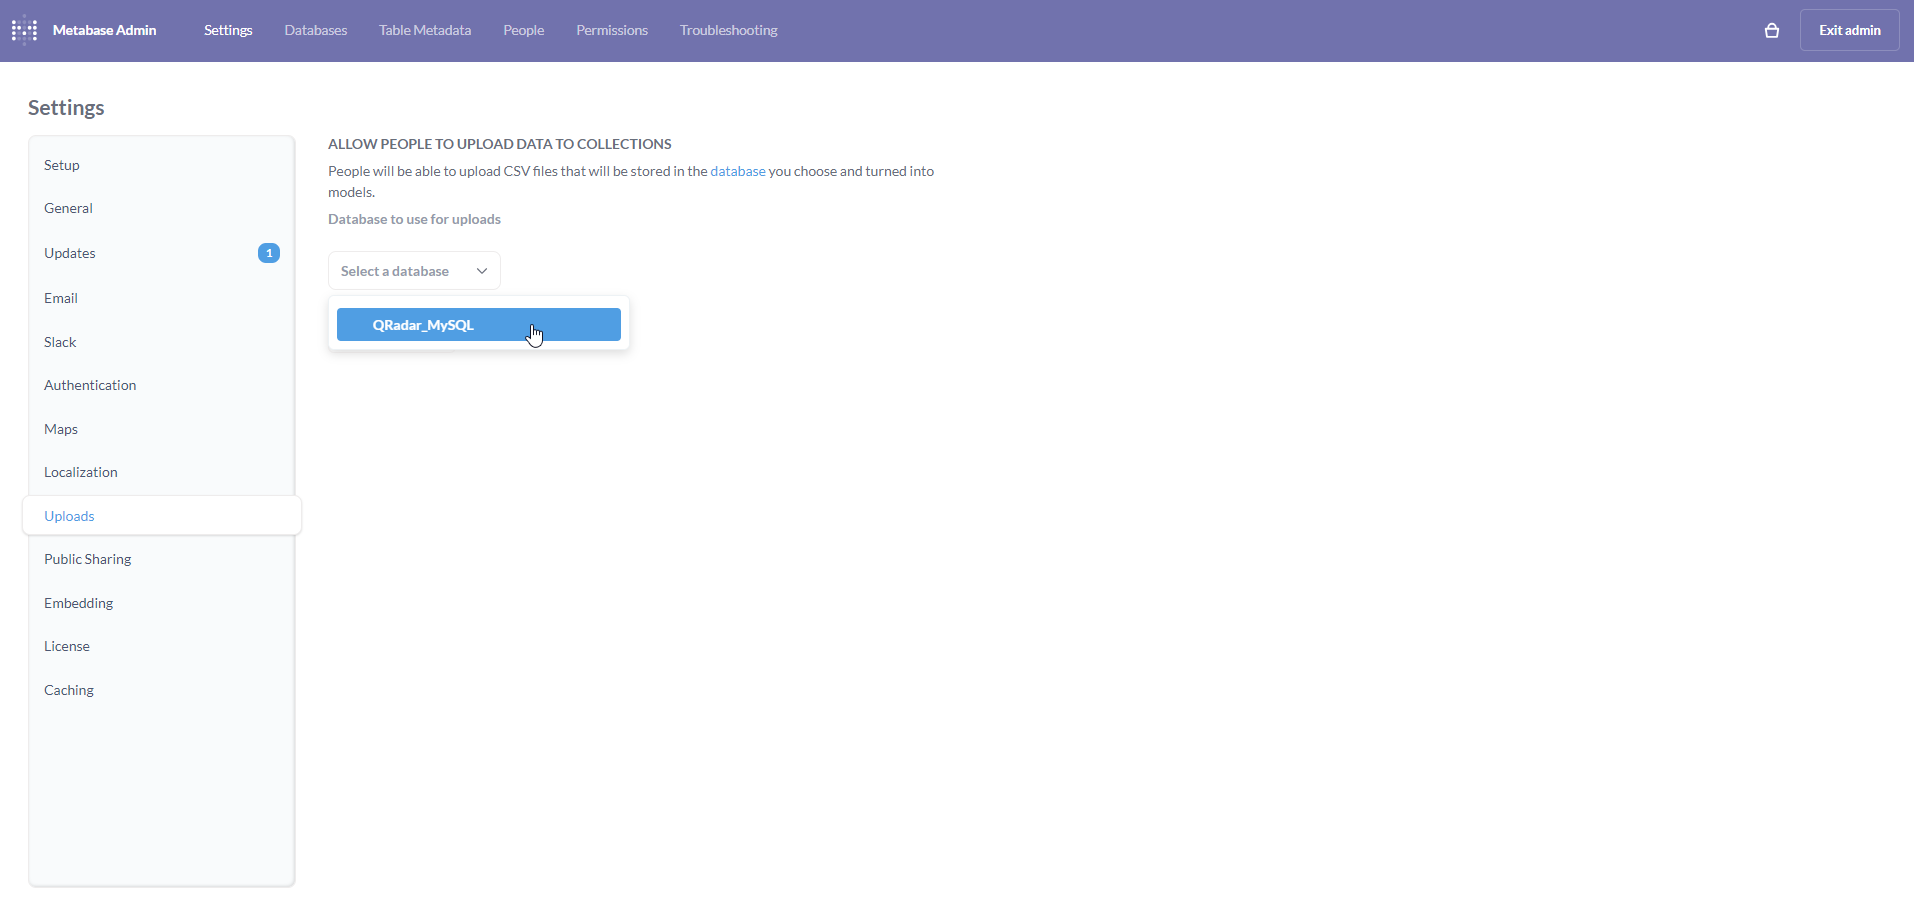 Metabase Admin
Settings
Databases
Table Metadata
People
Permissions
Troubleshooting
Exit admin
Settings
Setup
General
Updates
1
Email
Slack
Authentication
Maps
Localization
Uploads
Public Sharing
Embedding
License
Caching
ALLOW PEOPLE TO UPLOAD DATA TO COLLECTIONS
People will be able to upload CSV files that will be stored in the database you choose and turned into
models.
Database to use for uploads
Select a database
QRadar_MySQL